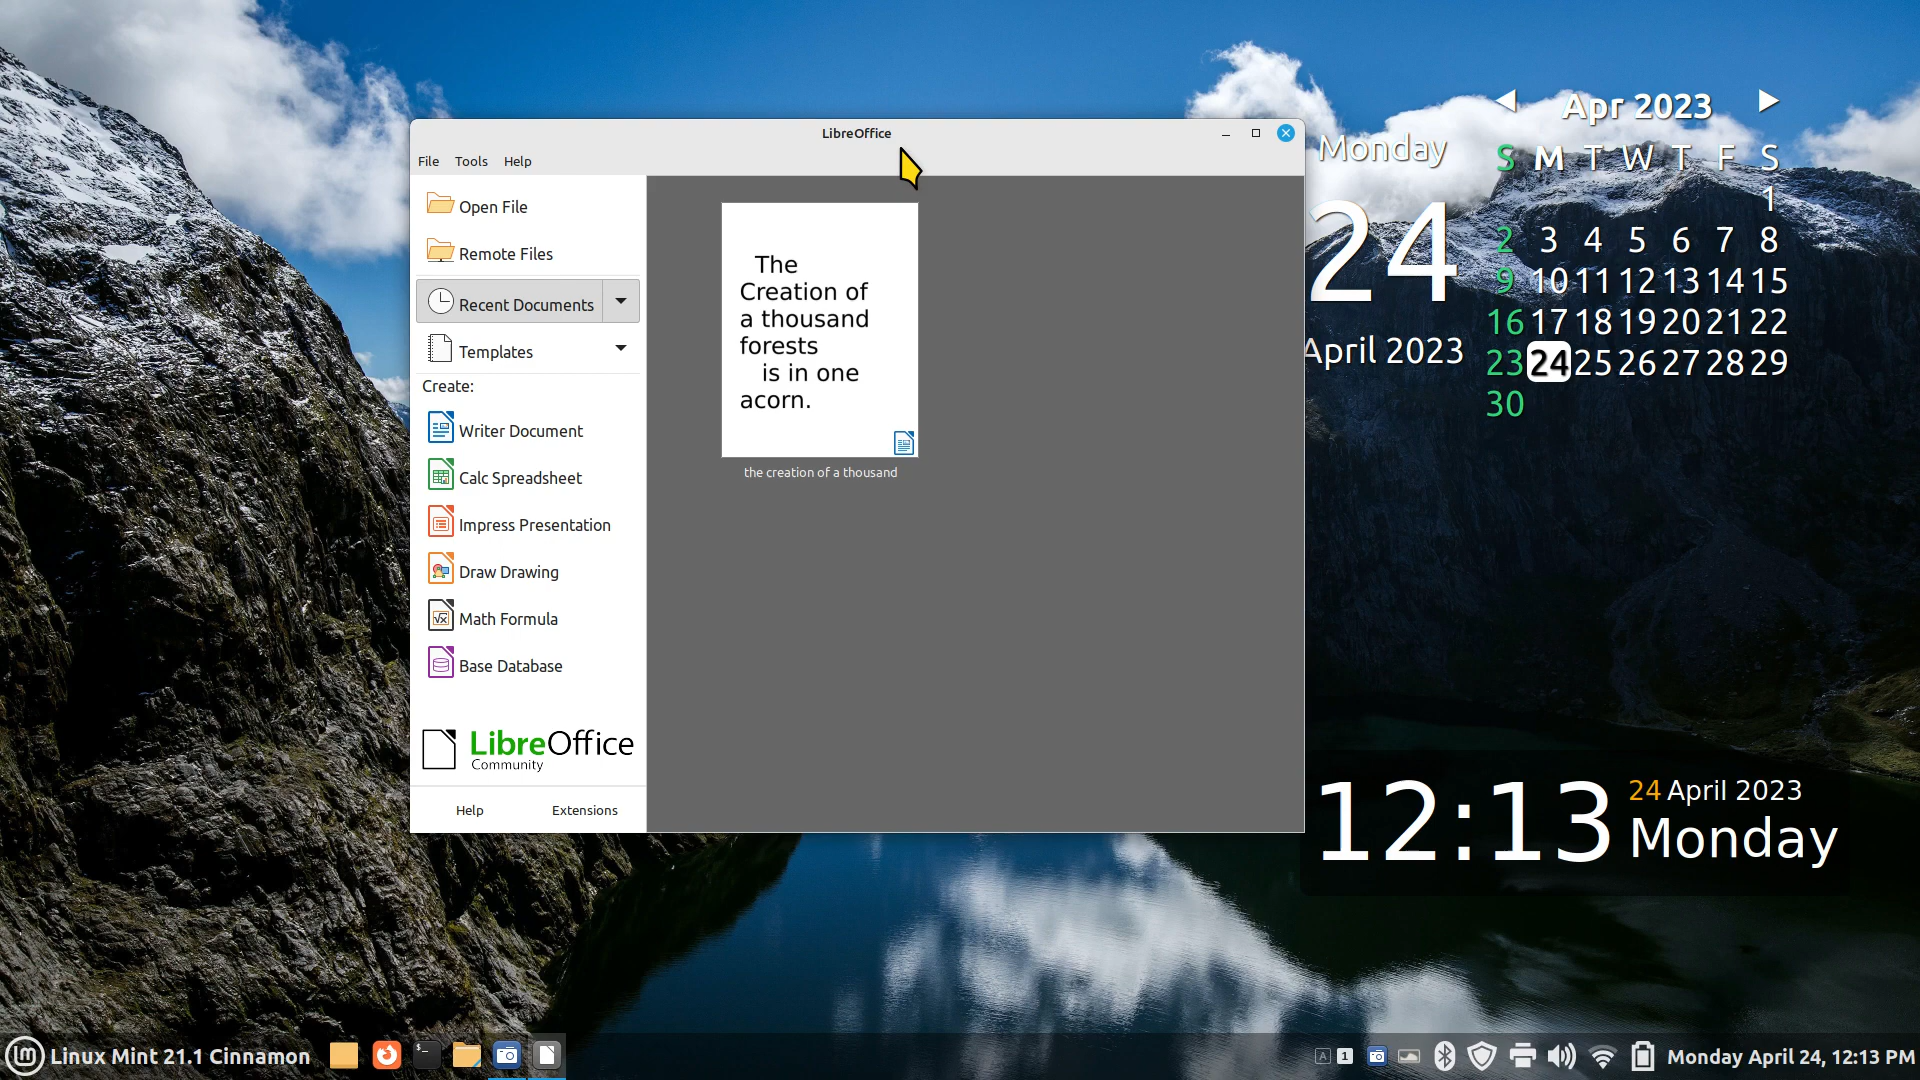 LibreOffice
File Tools Help
Open File
Remote Files
Recent Documents
Templates
Create:
Writer Document
Calc Spreadsheet
Impress Presentation
Draw Drawing
Math Formula
Base Database
LibreOffice
Community
Help Extensions
The
Creation of
a thousand
forests
is in one
acorn.
the creation of a thousand
Monday
24
April 2023
Apr 2023
S M T W T F S
1
2 3 4 5 6 7 8
9 10 11 12 13 14 15
16 17 18 19 20 21 22
23 24 25 26 27 28 29
30
12:13
24 April 2023
Monday
Linux Mint 21.1 Cinnamon
A 1
Monday April 24, 12:13 PM